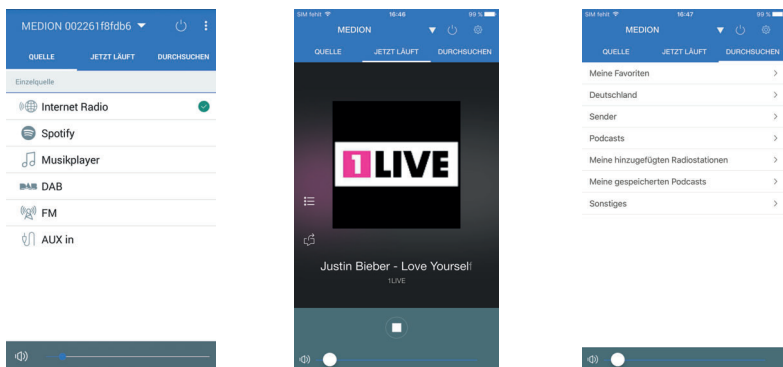 MEDION 002261f8fdb6
QUELLE JETZT LÄUFT DURCHSUCHEN
Einzelquelle
Internet Radio
Spotify
Musikplayer
DAB DAB
FM
AUX in
SIM fehlt 16:46 99 %
MEDION
QUELLE JETZT LÄUFT DURCHSUCHEN
1LIVE
Justin Bieber - Love Yourself
1LIVE
SIM fehlt 16:47 99 %
MEDION
QUELLE JETZT LÄUFT DURCHSUCHEN
Meine Favoriten
Deutschland
Sender
Podcasts
Meine hinzugefügten Radiostationen
Meine gespeicherten Podcasts
Sonstiges